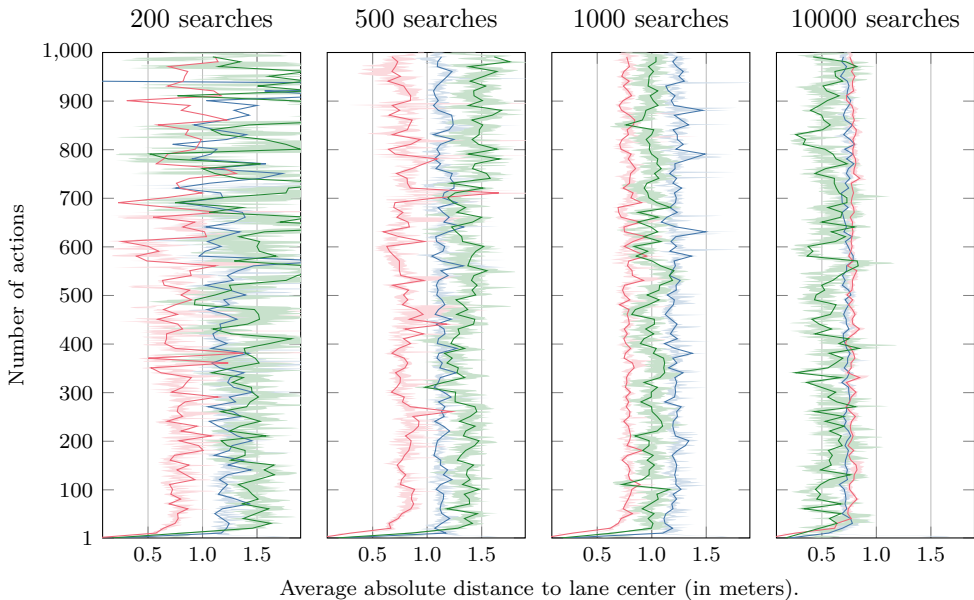 200 searches
500 searches
1000 searches
10000 searches
Number of actions
1,000
900
800
700
600
500
400
300
200
100
1
0.5 1.0 1.5
0.5 1.0 1.5
0.5 1.0 1.5
0.5 1.0 1.5
Average absolute distance to lane center (in meters).